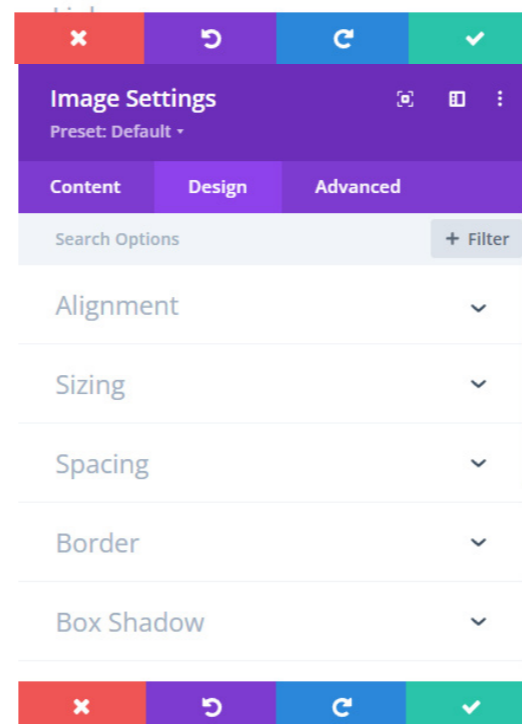 Image Settings
Preset: Default
Content Design Advanced
Search Options + Filter
Alignment
Sizing
Spacing
Border
Box Shadow